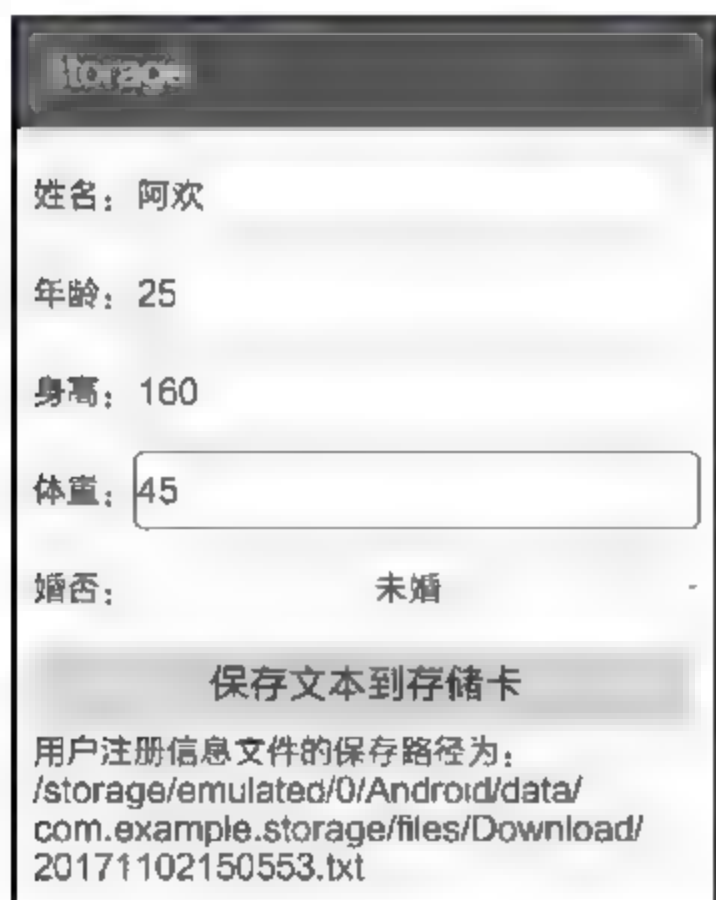 storage
姓名：阿欢
年龄：25
身高：160
体重：45
婚否： 未婚
保存文本到存储卡
用户注册信息文件的保存路径为：
/storage/emulated/0/Android/data/
com.example.storage/files/Download/
20171102150553.txt